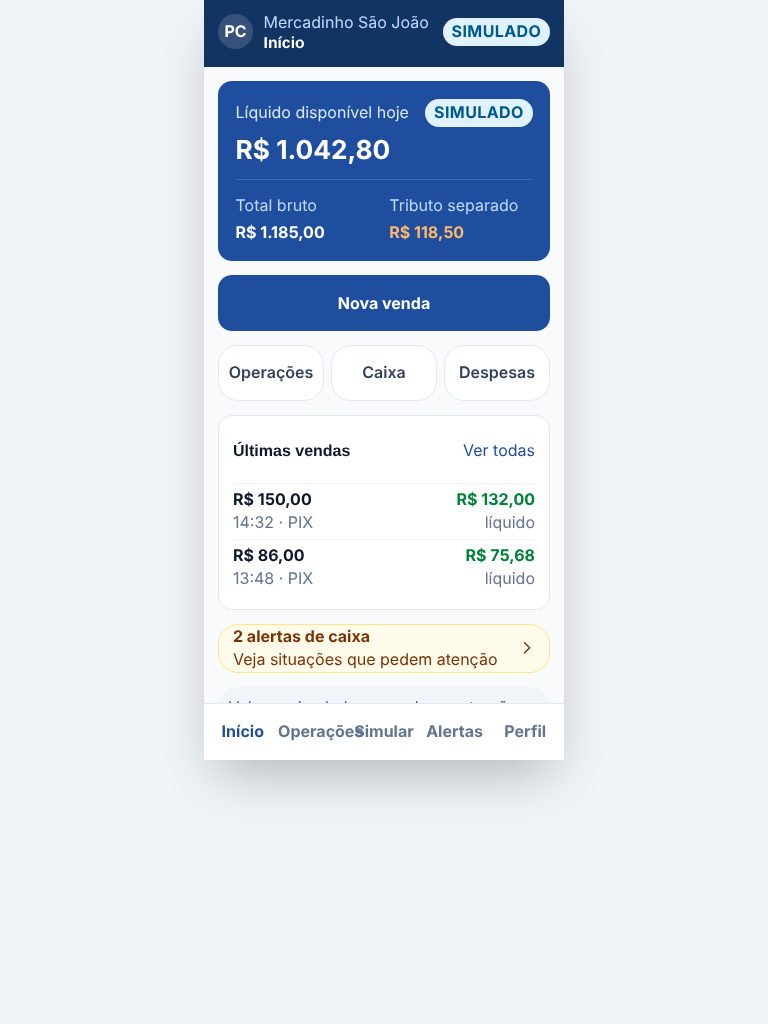 PC
Mercadinho São João
Início
SIMULADO
Líquido disponível hoje
SIMULADO
R$ 1.042,80
Total bruto
Tributo separado
R$ 1.185,00
R$ 118,50
Nova venda
Operações
Caixa
Despesas
Últimas vendas
Ver todas
R$ 150,00
R$ 132,00
14:32 · PIX
líquido
R$ 86,00
R$ 75,68
13:48 · PIX
líquido
2 alertas de caixa
Veja situações que pedem atenção
Início
Operações
Simular
Alertas
Perfil